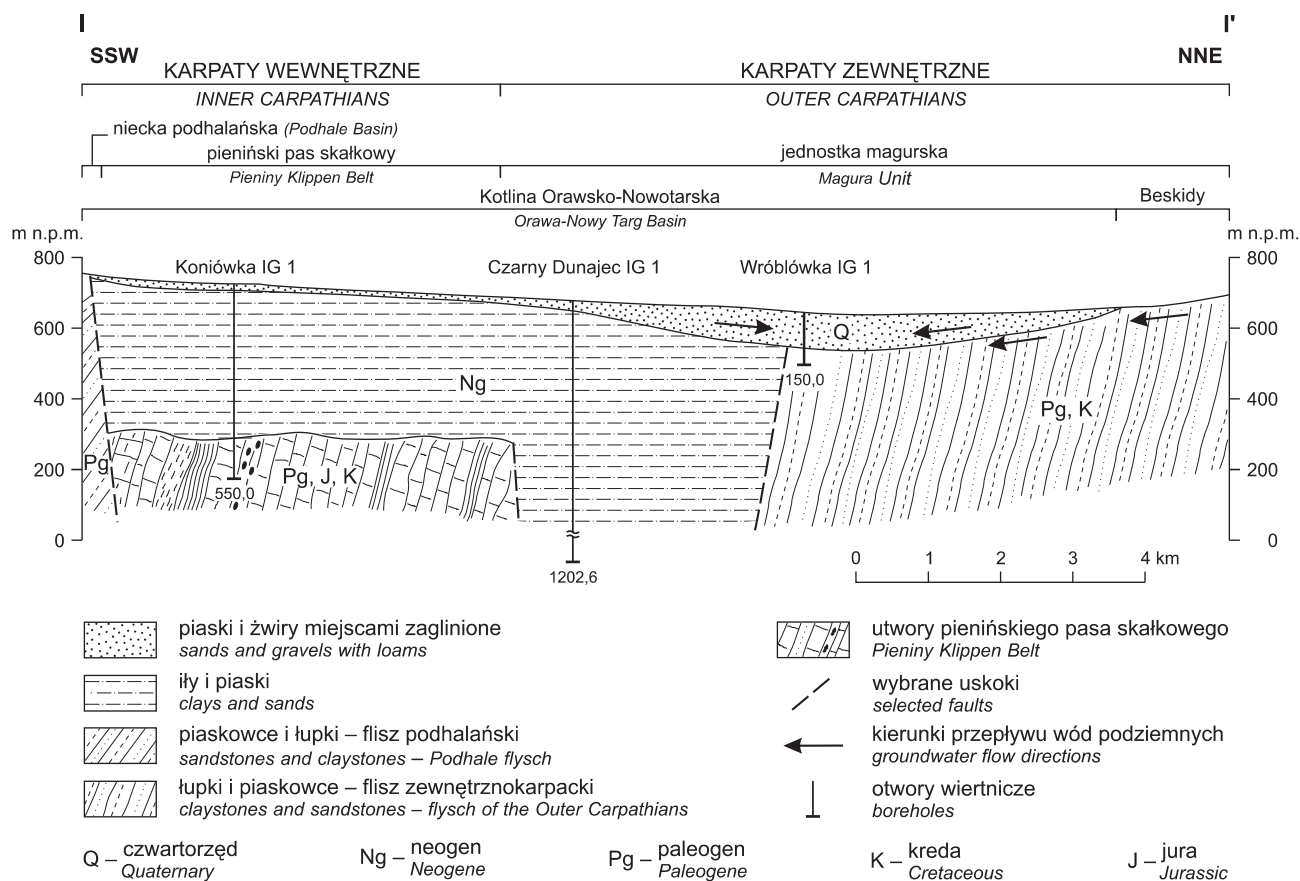 I I'
SSW NNE
KARPATY WEWNĘTRZNE KARPATY ZEWNĘTRZNE
INNER CARPATHIANS OUTER CARPATHIANS
niecka podhalańska (Podhale Basin)
pieniński pas skałkowy jednostka magurska
Pieniny Klippen Belt Magura Unit
Kotlina Orawsko-Nowotarska Beskidy
Orawa-Nowy Targ Basin
m n.p.m. m n.p.m.
800 Koniówka IG 1 Czarny Dunajec IG 1 Wróblówka IG 1 800
600 Q 600
Ng 150,0
400 Pg, K 400
Pg Pg, J, K
200 200
550,0
0 0
0 1 2 3 4 km
1202,6
piaski i żwiry miejscami zaglinione
sands and gravels with loams
iły i piaski
clays and sands
piaskowce i łupki – flisz podhalański
sandstones and claystones – Podhale flysch
łupki i piaskowce – flisz zewnętrznokarpacki
claystones and sandstones – flysch of the Outer Carpathians
utwory pienińskiego pasa skałkowego
Pieniny Klippen Belt
wybrane uskoki
selected faults
kierunki przepływu wód podziemnych
groundwater flow directions
otwory wiertnicze
boreholes
Q – czwartorzęd
Quaternary
Ng – neogen
Neogene
Pg – paleogen
Paleogene
K – kreda
Cretaceous
J – jura
Jurassic